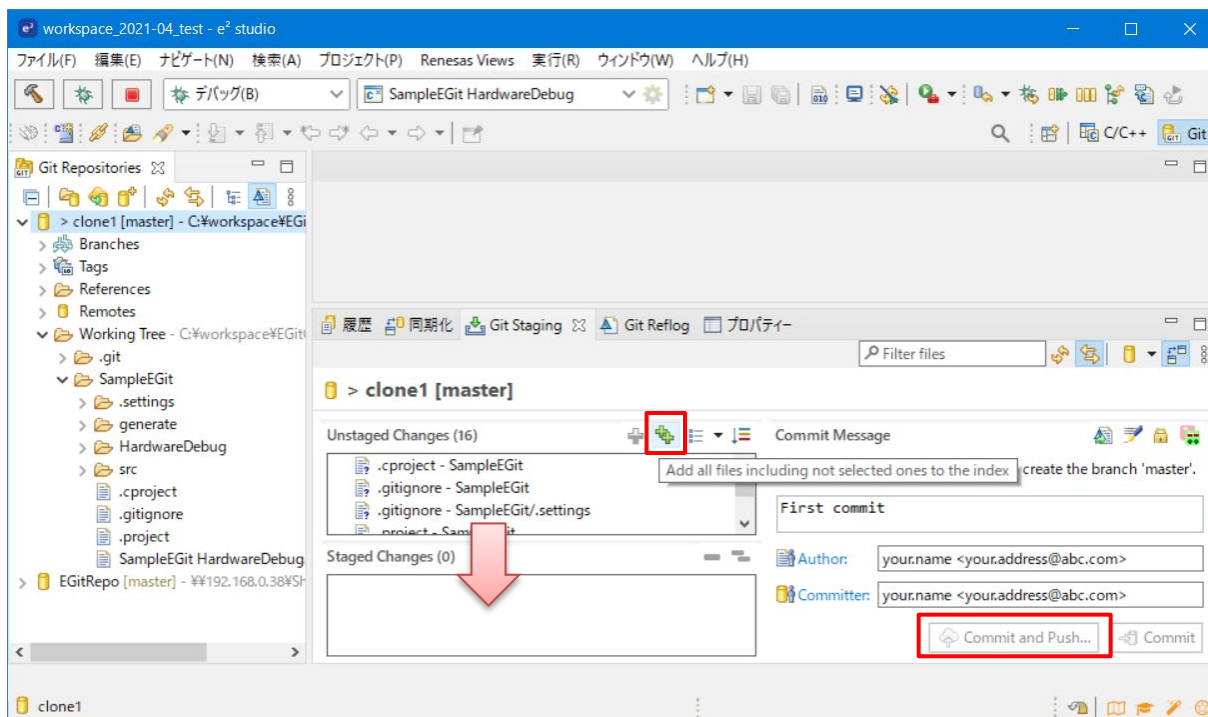 workspace_2021-04_test - e² studio
ファイル(F) 編集(E) ナビゲート(N) 検索(A) プロジェクト(P) Renesas Views 実行(R) ウィンドウ(W) ヘルプ(H)
デバッグ(B) SampleEGit HardwareDebug
C/C++ Git
Git Repositories
> clone1 [master] - C:¥workspace¥EGi
Branches
Tags
References
Remotes
Working Tree - C:¥workspace¥EGit
.git
SampleEGit
.settings
generate
HardwareDebug
src
.cproject
.gitignore
.project
SampleEGit HardwareDebug
EGitRepo [master] - ¥¥192.168.0.38¥Sh
履歴 同期化 Git Staging Git Reflog プロパティー
Filter files
> clone1 [master]
Unstaged Changes (16)
.cproject - SampleEGit
.gitignore - SampleEGit
.gitignore - SampleEGit/.settings
.project - Sam
Staged Changes (0)
Commit Message
Add all files including not selected ones to the index
create the branch 'master'.
First commit
Author: your.name <your.address@abc.com>
Committer: your.name <your.address@abc.com>
Commit and Push... Commit
clone1